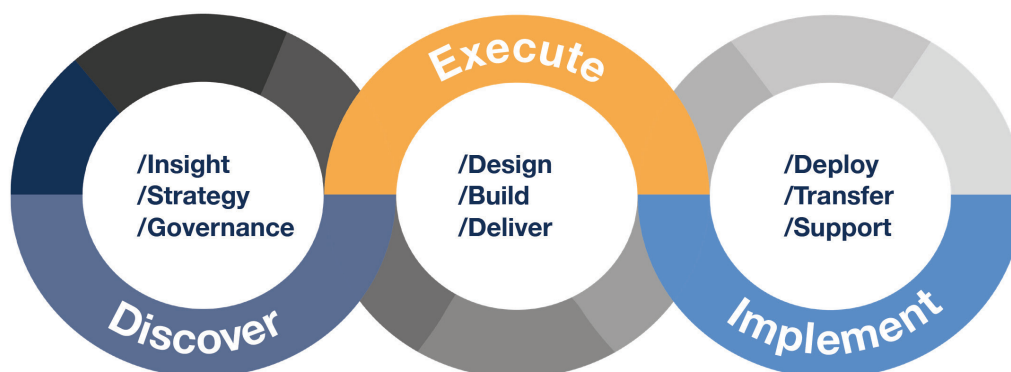 Discover
/Insight
/Strategy
/Governance
Execute
/Design
/Build
/Deliver
Implement
/Deploy
/Transfer
/Support